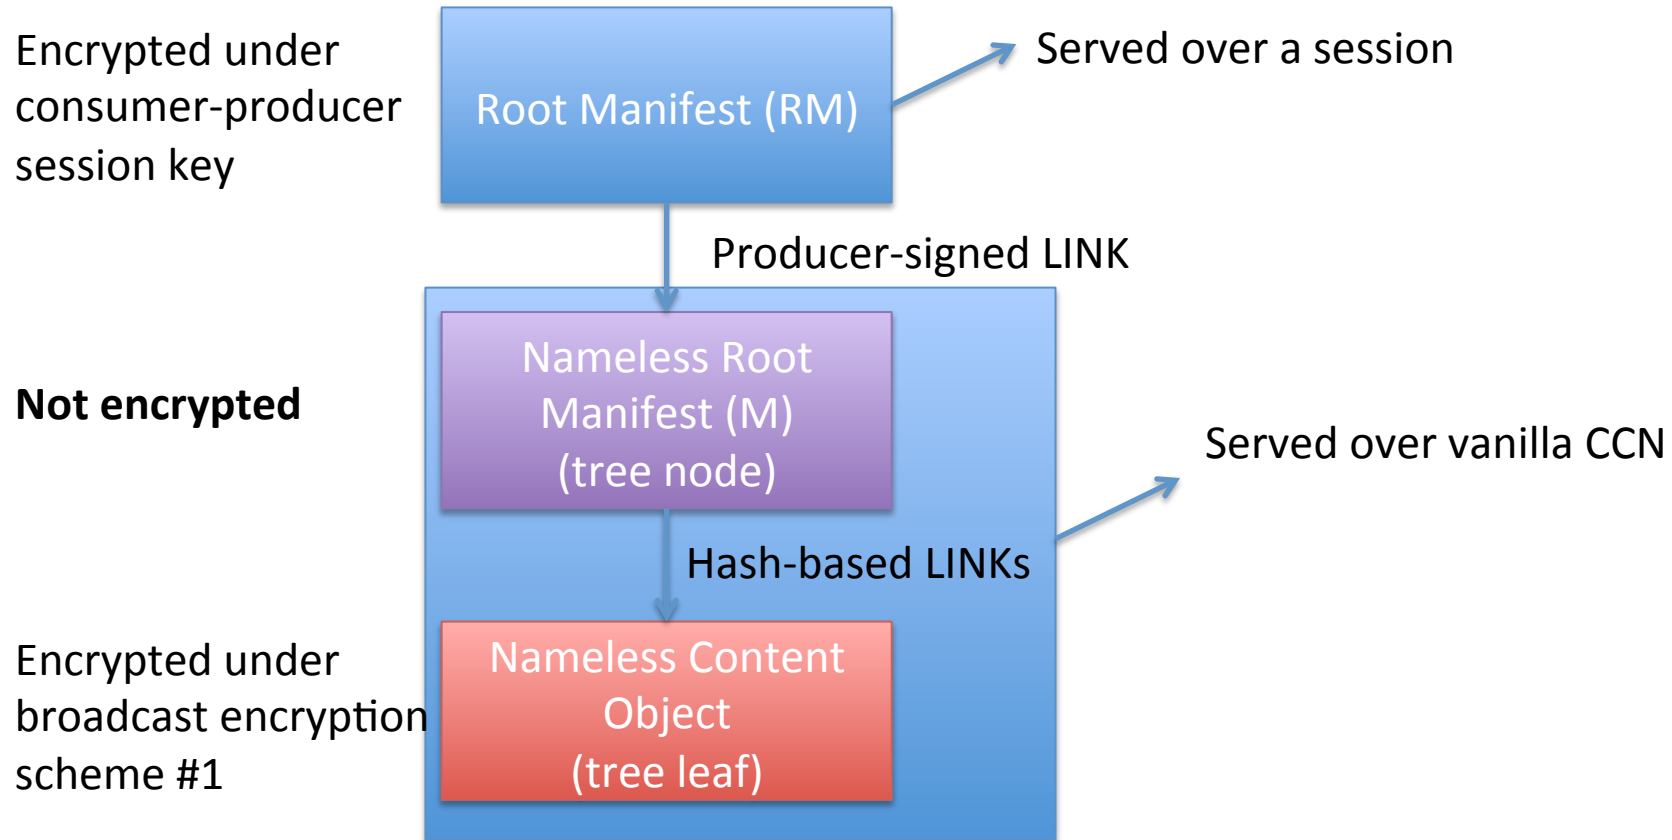 Encrypted under
consumer-producer
session key
Root Manifest (RM)
Served over a session
Producer-signed LINK
Not encrypted
Nameless Root
Manifest (M)
(tree node)
Served over vanilla CCN
Hash-based LINKs
Encrypted under
broadcast encryption
scheme #1
Nameless Content
Object
(tree leaf)